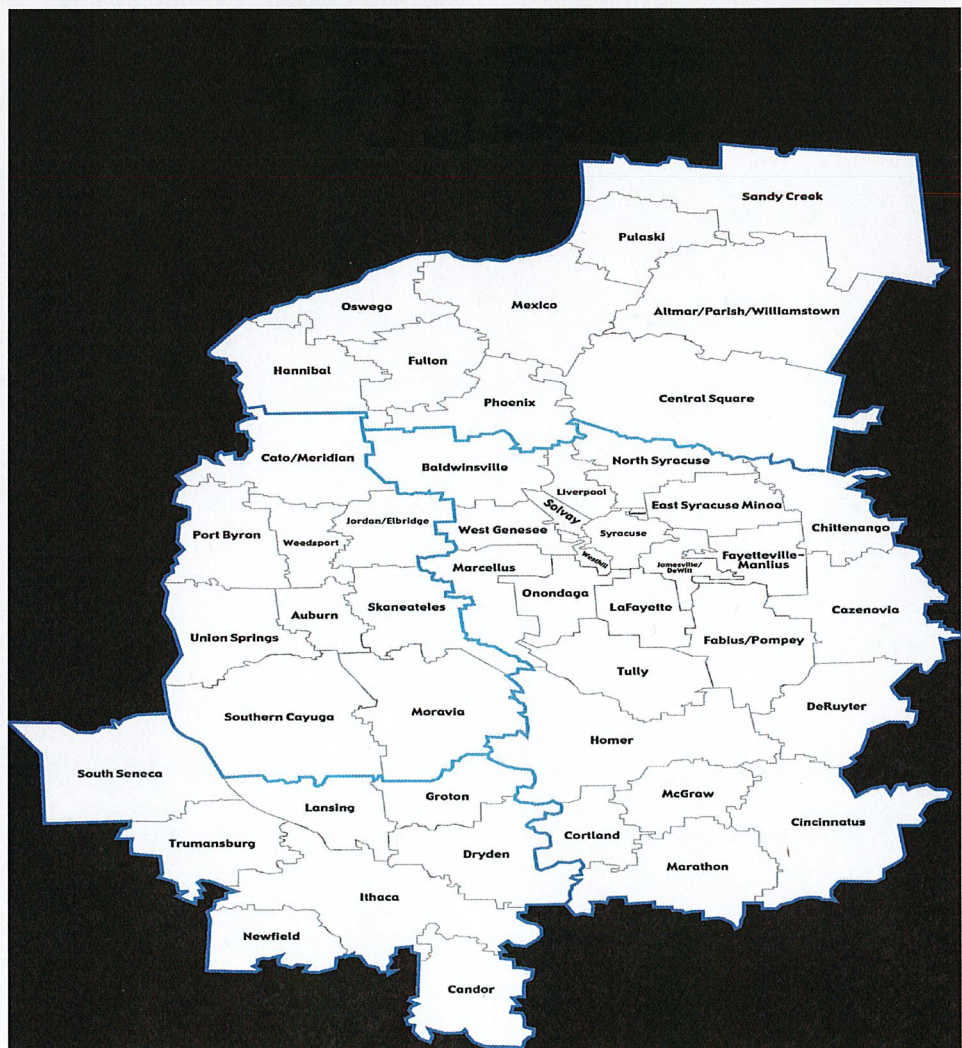 Sandy Creek
Pulaski
Oswego
Mexico
Altmar/Parish/Williamstown
Hannibal
Fulton
Phoenix
Central Square
Cato/Meridian
Baldwinsville
North Syracuse
Liverpool
Solvay
East Syracuse Minoa
Port Byron
Weedsport
Jordan/Elbridge
West Genesee
Syracuse
Chittenango
Westhill
Marcellus
Jamesville/
DeWitt
Fayetteville-
Manlius
Onondaga
LaFayette
Skaneateles
Auburn
Union Springs
Cazenovia
Fabius/Pompey
Tully
Southern Cayuga
Moravia
DeRuyter
Homer
South Seneca
Lansing
Groton
McGraw
Cincinnatus
Trumansburg
Dryden
Cortland
Marathon
Ithaca
Newfield
Candor